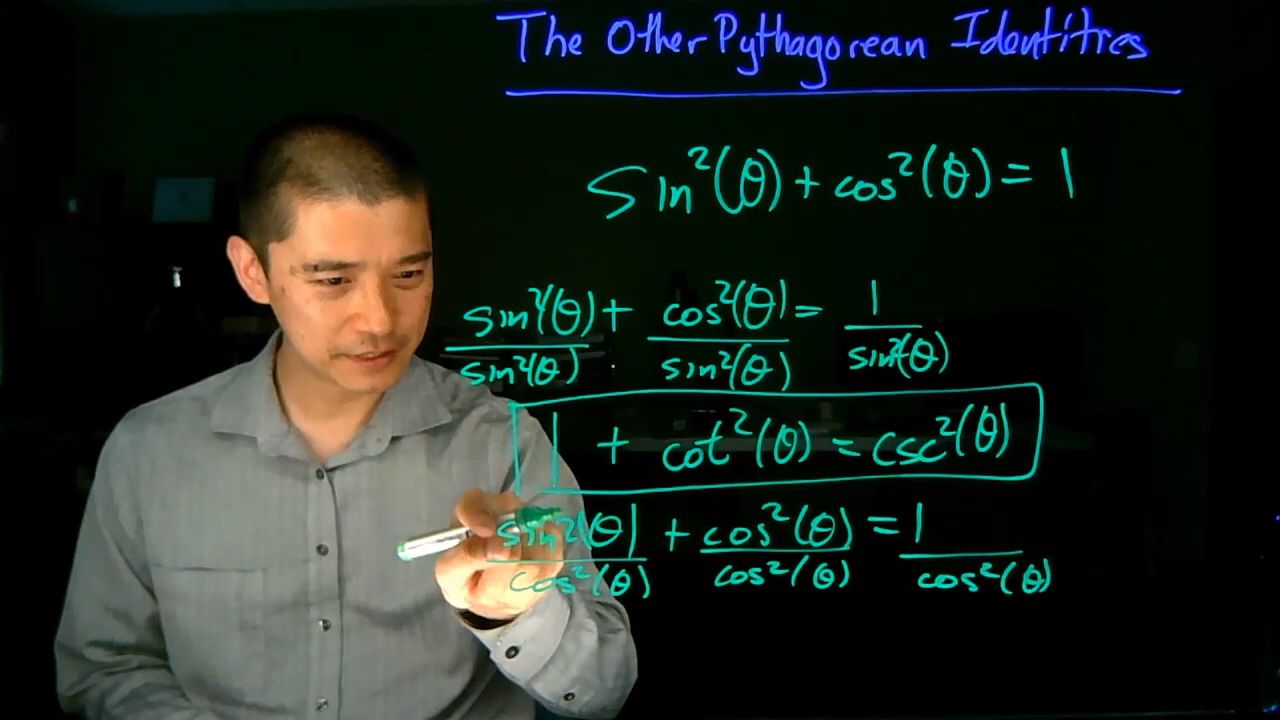 The Other Pythagorean Identitres
sin²(θ) + cos²(θ) = 1
sin²(θ) + cos²(θ) = 1
sin²(θ) sin²(θ) sin²(θ)
1 + cot²(θ) = csc²(θ)
sin²(θ) + cos²(θ) = 1
cos²(θ) cos²(θ) cos²(θ)